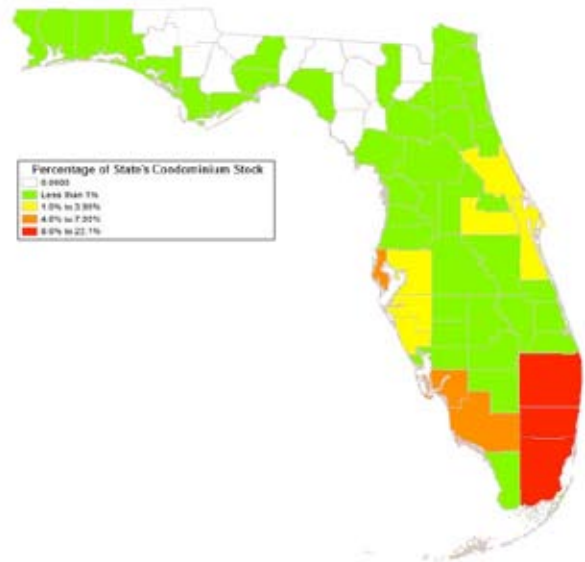 Percentage of State's Condominium Stock
0.0000
Less than 1%
1.0% to 3.99%
4.0% to 7.00%
8.0% to 22.1%